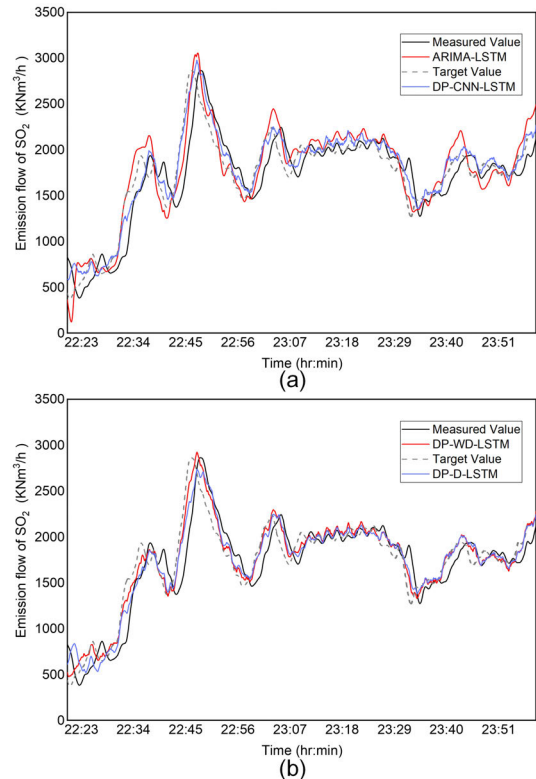 3500
3000
2500
2000
1500
1000
500
0
Emission flow of SO₂ (KNm³/h)
Measured Value
ARIMA-LSTM
Target Value
DP-CNN-LSTM
22:23 22:34 22:45 22:56 23:07 23:18 23:29 23:40 23:51
Time (hr:min)
(a)
3500
3000
2500
2000
1500
1000
500
0
Emission flow of SO₂ (KNm³/h)
Measured Value
DP-WD-LSTM
Target Value
DP-D-LSTM
22:23 22:34 22:45 22:56 23:07 23:18 23:29 23:40 23:51
Time (hr:min)
(b)